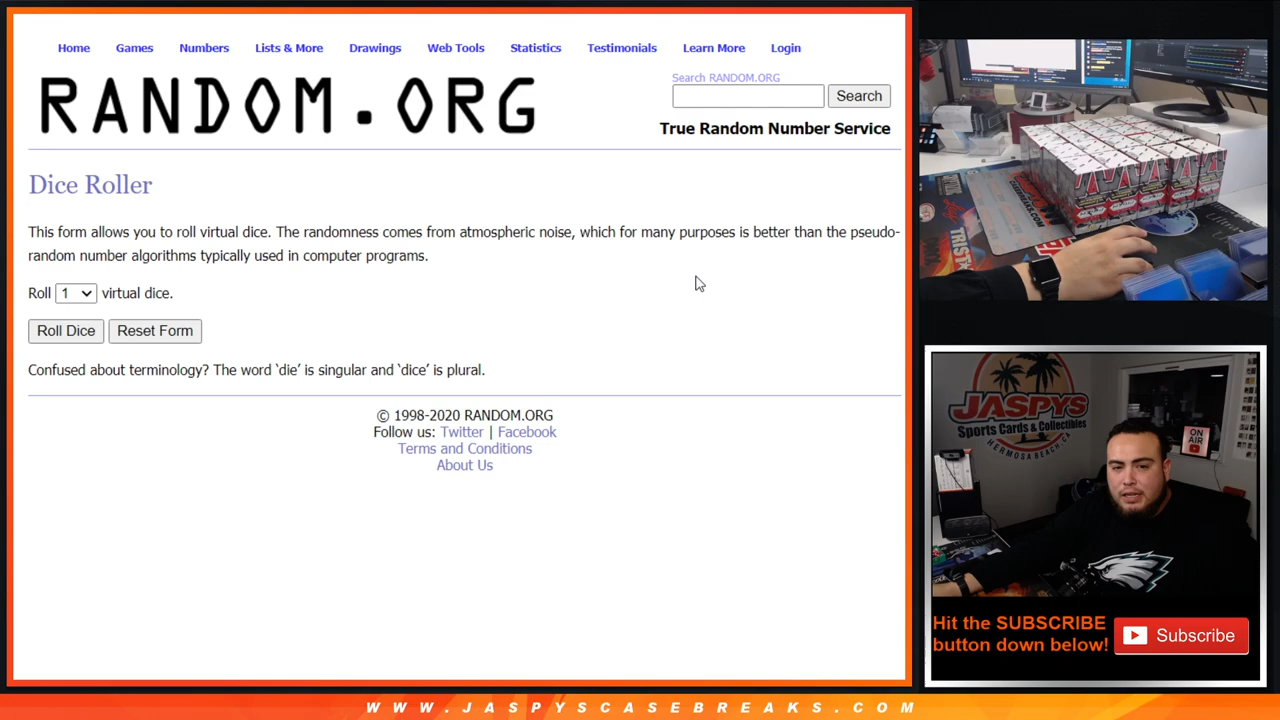 Home Games Numbers Lists & More Drawings Web Tools Statistics Testimonials Learn More Login
RANDOM.ORG
Search RANDOM.ORG
Search
True Random Number Service
Dice Roller
This form allows you to roll virtual dice. The randomness comes from atmospheric noise, which for many purposes is better than the pseudo-
random number algorithms typically used in computer programs.
Roll 1 virtual dice.
Roll Dice Reset Form
Confused about terminology? The word ‘die’ is singular and ‘dice’ is plural.
© 1998-2020 RANDOM.ORG
Follow us: Twitter | Facebook
Terms and Conditions
About Us
JASPYS
Sports Cards & Collectibles
HERMOSA BEACH, CA
ON
AIR
Hit the SUBSCRIBE
button down below!
Subscribe
WWW.JASPYSCASEBREAKS.COM